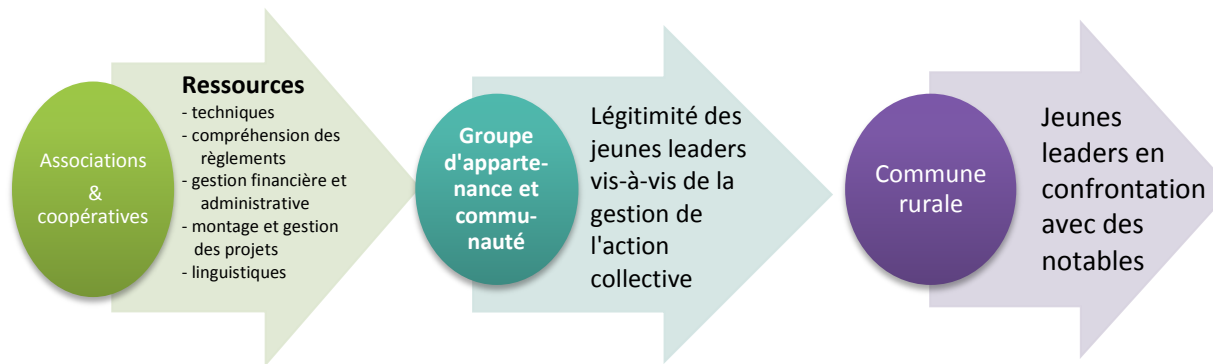 Associations
&
coopératives
Ressources
- techniques
- compréhension des
règlements
- gestion financière et
administrative
- montage et gestion
des projets
- linguistiques
Groupe
d'apparte-
nance et
commu-
nauté
Légitimité des
jeunes leaders
vis-à-vis de la
gestion de
l'action
collective
Commune
rurale
Jeunes
leaders en
confrontation
avec des
notables